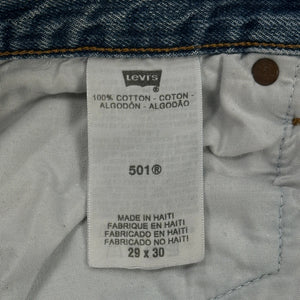 Levi's
100% COTTON - COTON -
ALGODÓN - ALGODÃO
501®
MADE IN HAITI
FABRIQUE EN HAITI
FABRICADO EN HAITI
FABRICADO NO HAITI
29 x 30